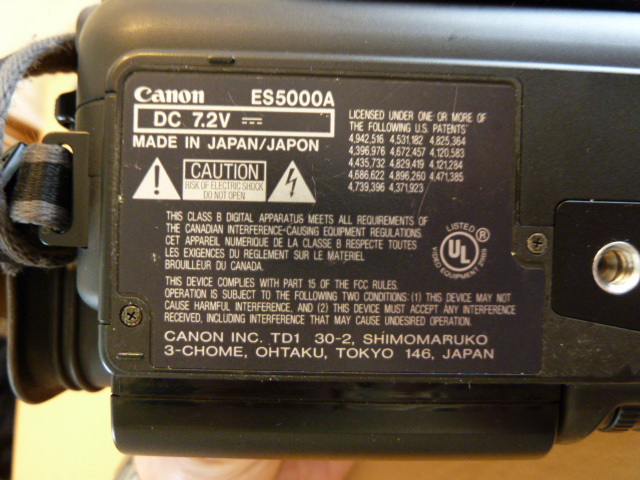 Canon ES5000A
DC 7.2V
MADE IN JAPAN/JAPON
CAUTION
RISK OF ELECTRIC SHOCK
DO NOT OPEN
LICENSED UNDER ONE OR MORE OF
THE FOLLOWING U.S. PATENTS
4,942,516 4,531,182 4,825,364
4,396,976 4,672,457 4,120,583
4,435,732 4,829,419 4,121,284
4,686,622 4,896,260 4,471,385
4,739,396 4,371,923
THIS CLASS B DIGITAL APPARATUS MEETS ALL REQUIREMENTS OF
THE CANADIAN INTERFERENCE-CAUSING EQUIPMENT REGULATIONS
CET APPAREIL NUMERIQUE DE LA CLASSE B RESPECTE TOUTES
LES EXIGENCES DU REGLEMENT SUR LE MATERIEL
BROUILLEUR DU CANADA.
LISTED
UL ®
VIDEO EQUIPMENT
THIS DEVICE COMPLIES WITH PART 15 OF THE FCC RULES.
OPERATION IS SUBJECT TO THE FOLLOWING TWO CONDITIONS: (1) THIS DEVICE MAY NOT
CAUSE HARMFUL INTERFERENCE, AND (2) THIS DEVICE MUST ACCEPT ANY INTERFERENCE
RECEIVED, INCLUDING INTERFERENCE THAT MAY CAUSE UNDESIRED OPERATION.
CANON INC. TD1 30-2, SHIMOMARUKO
3-CHOME, OHTAKU, TOKYO 146, JAPAN